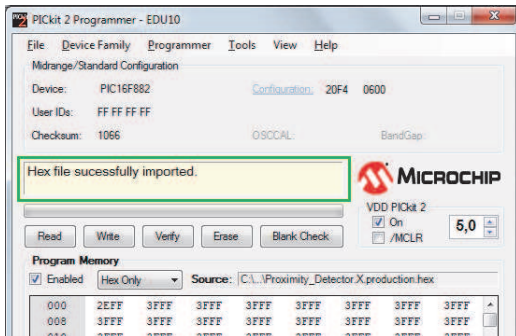 PICkit 2 Programmer - EDU10
File Device Family Programmer Tools View Help
Midrange/Standard Configuration
Device: PIC16F882 Configuration: 20F4 0600
User IDs: FF FF FF FF
Checksum: 1066 OSCCAL: BandGap:
Hex file sucessfully imported.
MICROCHIP
VDD PICkit 2
On
/MCLR
5,0
Read Write Verify Erase Blank Check
Program Memory
Enabled Hex Only Source: C:\...\Proximity_Detector.X.production.hex
000 2EFF 3FFF 3FFF 3FFF 3FFF 3FFF 3FFF 3FFF
008 3FFF 3FFF 3FFF 3FFF 3FFF 3FFF 3FFF 3FFF